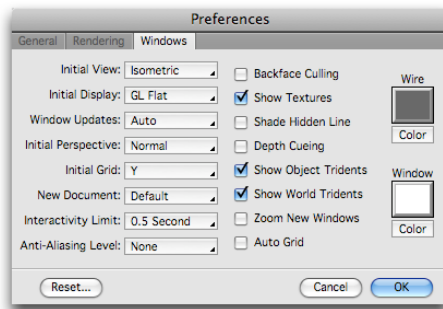 Preferences
General Rendering Windows
Initial View: Isometric
Initial Display: GL Flat
Window Updates: Auto
Initial Perspective: Normal
Initial Grid: Y
New Document: Default
Interactivity Limit: 0.5 Second
Anti-Aliasing Level: None
Backface Culling
Show Textures
Shade Hidden Line
Depth Cueing
Show Object Tridents
Show World Tridents
Zoom New Windows
Auto Grid
Wire
Color
Window
Color
Reset... Cancel OK